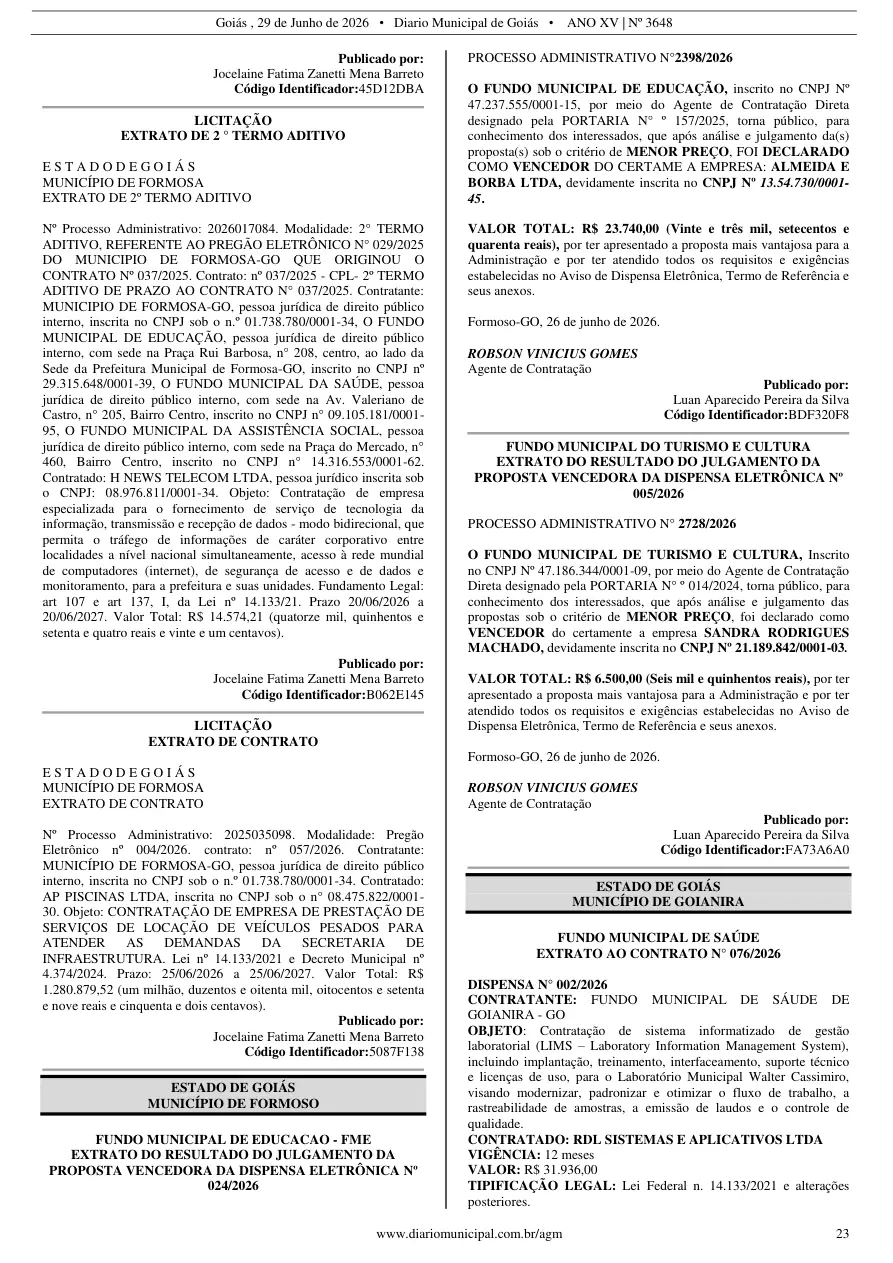 Goiás , 29 de Junho de 2026 • Diario Municipal de Goiás • ANO XV | Nº 3648
Publicado por:
Jocelaine Fatima Zanetti Mena Barreto
Código Identificador:45D12DBA
LICITAÇÃO
EXTRATO DE 2 ° TERMO ADITIVO
E S T A D O D E G O I Á S
MUNICÍPIO DE FORMOSA
EXTRATO DE 2º TERMO ADITIVO
Nº Processo Administrativo: 2026017084. Modalidade: 2° TERMO
ADITIVO, REFERENTE AO PREGÃO ELETRÔNICO N° 029/2025
DO MUNICIPIO DE FORMOSA-GO QUE ORIGINOU O
CONTRATO Nº 037/2025. Contrato: nº 037/2025 - CPL- 2º TERMO
ADITIVO DE PRAZO AO CONTRATO N° 037/2025. Contratante:
MUNICIPIO DE FORMOSA-GO, pessoa jurídica de direito público
interno, inscrita no CNPJ sob o n.º 01.738.780/0001-34, O FUNDO
MUNICIPAL DE EDUCAÇÃO, pessoa jurídica de direito público
interno, com sede na Praça Rui Barbosa, n° 208, centro, ao lado da
Sede da Prefeitura Municipal de Formosa-GO, inscrito no CNPJ nº
29.315.648/0001-39, O FUNDO MUNICIPAL DA SAÚDE, pessoa
jurídica de direito público interno, com sede na Av. Valeriano de
Castro, n° 205, Bairro Centro, inscrito no CNPJ n° 09.105.181/0001-
95, O FUNDO MUNICIPAL DA ASSISTÊNCIA SOCIAL, pessoa
jurídica de direito público interno, com sede na Praça do Mercado, n°
460, Bairro Centro, inscrito no CNPJ n° 14.316.553/0001-62.
Contratado: H NEWS TELECOM LTDA, pessoa jurídico inscrita sob
o CNPJ: 08.976.811/0001-34. Objeto: Contratação de empresa
especializada para o fornecimento de serviço de tecnologia da
informação, transmissão e recepção de dados - modo bidirecional, que
permita o tráfego de informações de caráter corporativo entre
localidades a nível nacional simultaneamente, acesso à rede mundial
de computadores (internet), de segurança de acesso e de dados e
monitoramento, para a prefeitura e suas unidades. Fundamento Legal:
art 107 e art 137, I, da Lei nº 14.133/21. Prazo 20/06/2026 a
20/06/2027. Valor Total: R$ 14.574,21 (quatorze mil, quinhentos e
setenta e quatro reais e vinte e um centavos).
Publicado por:
Jocelaine Fatima Zanetti Mena Barreto
Código Identificador:B062E145
LICITAÇÃO
EXTRATO DE CONTRATO
E S T A D O D E G O I Á S
MUNICÍPIO DE FORMOSA
EXTRATO DE CONTRATO
Nº Processo Administrativo: 2025035098. Modalidade: Pregão
Eletrônico nº 004/2026. contrato: nº 057/2026. Contratante:
MUNICÍPIO DE FORMOSA-GO, pessoa jurídica de direito público
interno, inscrita no CNPJ sob o n.º 01.738.780/0001-34. Contratado:
AP PISCINAS LTDA, inscrita no CNPJ sob o n° 08.475.822/0001-
30. Objeto: CONTRATAÇÃO DE EMPRESA DE PRESTAÇÃO DE
SERVIÇOS DE LOCAÇÃO DE VEÍCULOS PESADOS PARA
ATENDER AS DEMANDAS DA SECRETARIA DE
INFRAESTRUTURA. Lei nº 14.133/2021 e Decreto Municipal nº
4.374/2024. Prazo: 25/06/2026 a 25/06/2027. Valor Total: R$
1.280.879,52 (um milhão, duzentos e oitenta mil, oitocentos e setenta
e nove reais e cinquenta e dois centavos).
Publicado por:
Jocelaine Fatima Zanetti Mena Barreto
Código Identificador:5087F138
ESTADO DE GOIÁS
MUNICÍPIO DE FORMOSO
FUNDO MUNICIPAL DE EDUCACAO - FME
EXTRATO DO RESULTADO DO JULGAMENTO DA
PROPOSTA VENCEDORA DA DISPENSA ELETRÔNICA Nº
024/2026
PROCESSO ADMINISTRATIVO N°2398/2026
O FUNDO MUNICIPAL DE EDUCAÇÃO, inscrito no CNPJ Nº
47.237.555/0001-15, por meio do Agente de Contratação Direta
designado pela PORTARIA N° º 157/2025, torna público, para
conhecimento dos interessados, que após análise e julgamento da(s)
proposta(s) sob o critério de MENOR PREÇO, FOI DECLARADO
COMO VENCEDOR DO CERTAME A EMPRESA: ALMEIDA E
BORBA LTDA, devidamente inscrita no CNPJ Nº 13.54.730/0001-
45.
VALOR TOTAL: R$ 23.740,00 (Vinte e três mil, setecentos e
quarenta reais), por ter apresentado a proposta mais vantajosa para a
Administração e por ter atendido todos os requisitos e exigências
estabelecidas no Aviso de Dispensa Eletrônica, Termo de Referência e
seus anexos.
Formoso-GO, 26 de junho de 2026.
ROBSON VINICIUS GOMES
Agente de Contratação
Publicado por:
Luan Aparecido Pereira da Silva
Código Identificador:BDF320F8
FUNDO MUNICIPAL DO TURISMO E CULTURA
EXTRATO DO RESULTADO DO JULGAMENTO DA
PROPOSTA VENCEDORA DA DISPENSA ELETRÔNICA Nº
005/2026
PROCESSO ADMINISTRATIVO N° 2728/2026
O FUNDO MUNICIPAL DE TURISMO E CULTURA, Inscrito
no CNPJ Nº 47.186.344/0001-09, por meio do Agente de Contratação
Direta designado pela PORTARIA N° º 014/2024, torna público, para
conhecimento dos interessados, que após análise e julgamento das
propostas sob o critério de MENOR PREÇO, foi declarado como
VENCEDOR do certamente a empresa SANDRA RODRIGUES
MACHADO, devidamente inscrita no CNPJ Nº 21.189.842/0001-03.
VALOR TOTAL: R$ 6.500,00 (Seis mil e quinhentos reais), por ter
apresentado a proposta mais vantajosa para a Administração e por ter
atendido todos os requisitos e exigências estabelecidas no Aviso de
Dispensa Eletrônica, Termo de Referência e seus anexos.
Formoso-GO, 26 de junho de 2026.
ROBSON VINICIUS GOMES
Agente de Contratação
Publicado por:
Luan Aparecido Pereira da Silva
Código Identificador:FA73A6A0
ESTADO DE GOIÁS
MUNICÍPIO DE GOIANIRA
FUNDO MUNICIPAL DE SAÚDE
EXTRATO AO CONTRATO N° 076/2026
DISPENSA N° 002/2026
CONTRATANTE: FUNDO MUNICIPAL DE SÁUDE DE
GOIANIRA - GO
OBJETO: Contratação de sistema informatizado de gestão
laboratorial (LIMS – Laboratory Information Management System),
incluindo implantação, treinamento, interfaceamento, suporte técnico
e licenças de uso, para o Laboratório Municipal Walter Cassimiro,
visando modernizar, padronizar e otimizar o fluxo de trabalho, a
rastreabilidade de amostras, a emissão de laudos e o controle de
qualidade.
CONTRATADO: RDL SISTEMAS E APLICATIVOS LTDA
VIGÊNCIA: 12 meses
VALOR: R$ 31.936,00
TIPIFICAÇÃO LEGAL: Lei Federal n. 14.133/2021 e alterações
posteriores.
www.diariomunicipal.com.br/agm 23